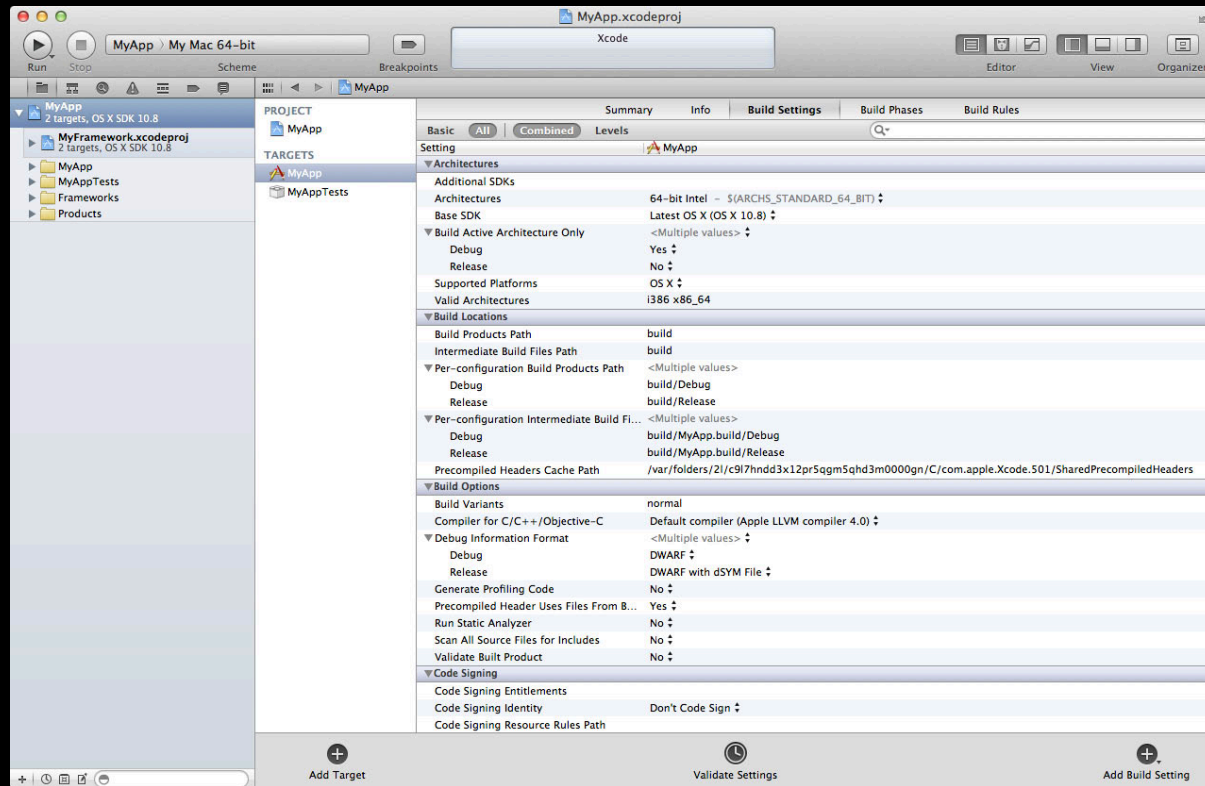 MyApp.xcodeproj
MyApp › My Mac 64-bit
Xcode
Run Stop Scheme Breakpoints Editor View Organizer
MyApp
MyApp
2 targets, OS X SDK 10.8
MyFramework.xcodeproj
2 targets, OS X SDK 10.8
MyApp
MyAppTests
Frameworks
Products
PROJECT
MyApp
TARGETS
MyApp
MyAppTests
Summary Info Build Settings Build Phases Build Rules
Basic All Combined Levels
Setting MyApp
Architectures
Additional SDKs
Architectures 64-bit Intel – $(ARCHS_STANDARD_64_BIT)
Base SDK Latest OS X (OS X 10.8)
Build Active Architecture Only <Multiple values>
Debug Yes
Release No
Supported Platforms OS X
Valid Architectures i386 x86_64
Build Locations
Build Products Path build
Intermediate Build Files Path build
Per-configuration Build Products Path <Multiple values>
Debug build/Debug
Release build/Release
Per-configuration Intermediate Build Fi... <Multiple values>
Debug build/MyApp.build/Debug
Release build/MyApp.build/Release
Precompiled Headers Cache Path /var/folders/2l/c9l7hndd3x12pr5qgm5qhd3m0000gn/C/com.apple.Xcode.501/SharedPrecompiledHeaders
Build Options
Build Variants normal
Compiler for C/C++/Objective-C Default compiler (Apple LLVM compiler 4.0)
Debug Information Format <Multiple values>
Debug DWARF
Release DWARF with dSYM File
Generate Profiling Code No
Precompiled Header Uses Files From B... Yes
Run Static Analyzer No
Scan All Source Files for Includes No
Validate Built Product No
Code Signing
Code Signing Entitlements
Code Signing Identity Don't Code Sign
Code Signing Resource Rules Path
Add Target Validate Settings Add Build Setting